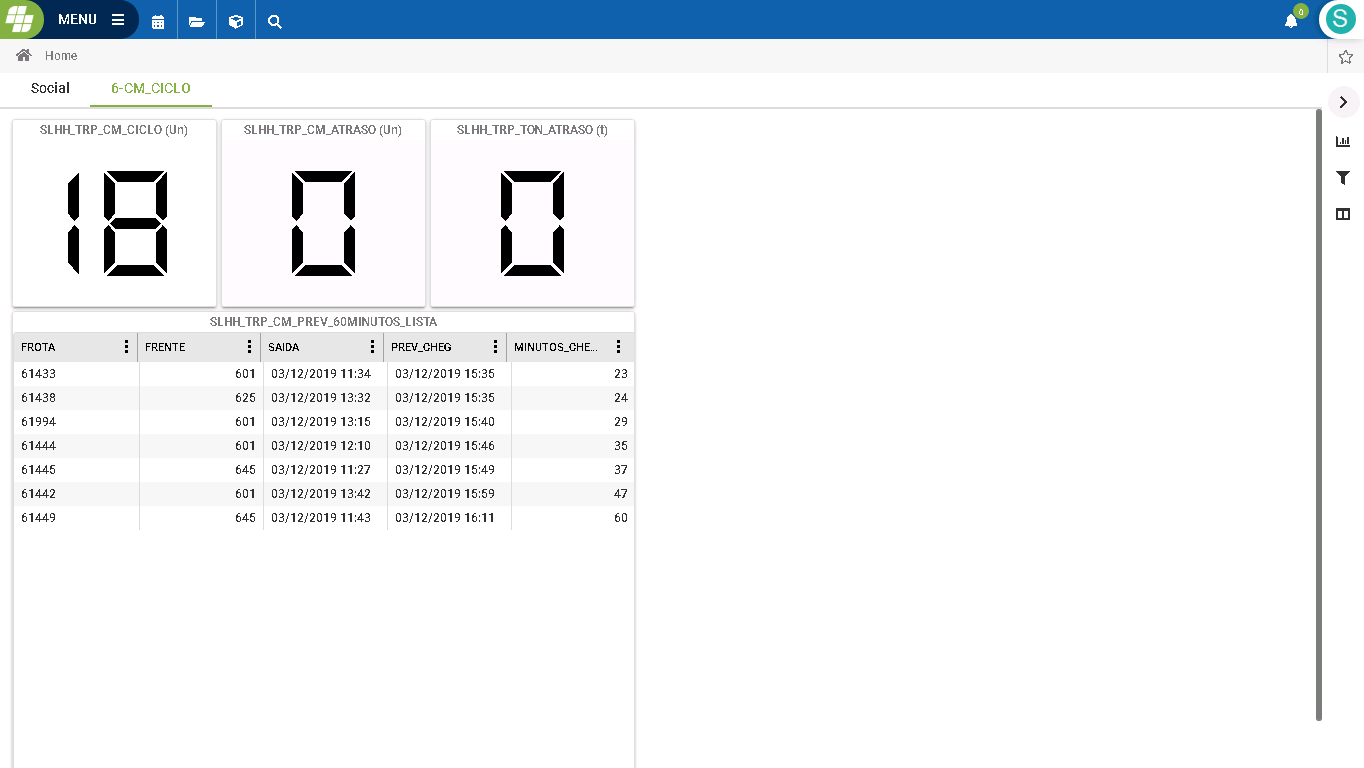 MENU
0
S
Home
Social 6-CM_CICLO
SLHH_TRP_CM_CICLO (Un) SLHH_TRP_CM_ATRASO (Un) SLHH_TRP_TON_ATRASO (t)
18 0 0
SLHH_TRP_CM_PREV_60MINUTOS_LISTA
FROTA FRENTE SAIDA PREV_CHEG MINUTOS_CHE...
61433 601 03/12/2019 11:34 03/12/2019 15:35 23
61438 625 03/12/2019 13:32 03/12/2019 15:35 24
61994 601 03/12/2019 13:15 03/12/2019 15:40 29
61444 601 03/12/2019 12:10 03/12/2019 15:46 35
61445 645 03/12/2019 11:27 03/12/2019 15:49 37
61442 601 03/12/2019 13:42 03/12/2019 15:59 47
61449 645 03/12/2019 11:43 03/12/2019 16:11 60